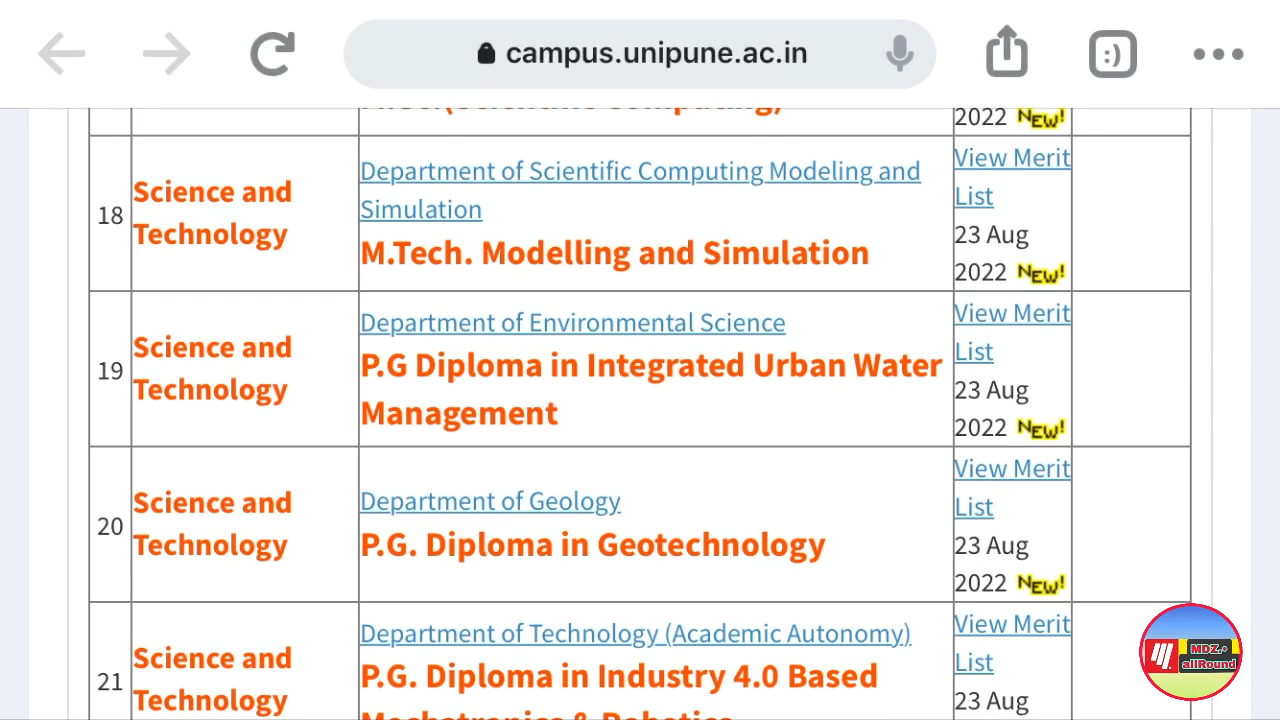 campus.unipune.ac.in
2022 NEW!
18
Science and
Technology
Department of Scientific Computing Modeling and
Simulation
M.Tech. Modelling and Simulation
View Merit
List
23 Aug
2022 NEW!
19
Science and
Technology
Department of Environmental Science
P.G Diploma in Integrated Urban Water
Management
View Merit
List
23 Aug
2022 NEW!
20
Science and
Technology
Department of Geology
P.G. Diploma in Geotechnology
View Merit
List
23 Aug
2022 NEW!
21
Science and
Technology
Department of Technology (Academic Autonomy)
P.G. Diploma in Industry 4.0 Based
View Merit
List
23 Aug
MDZ.
allRound